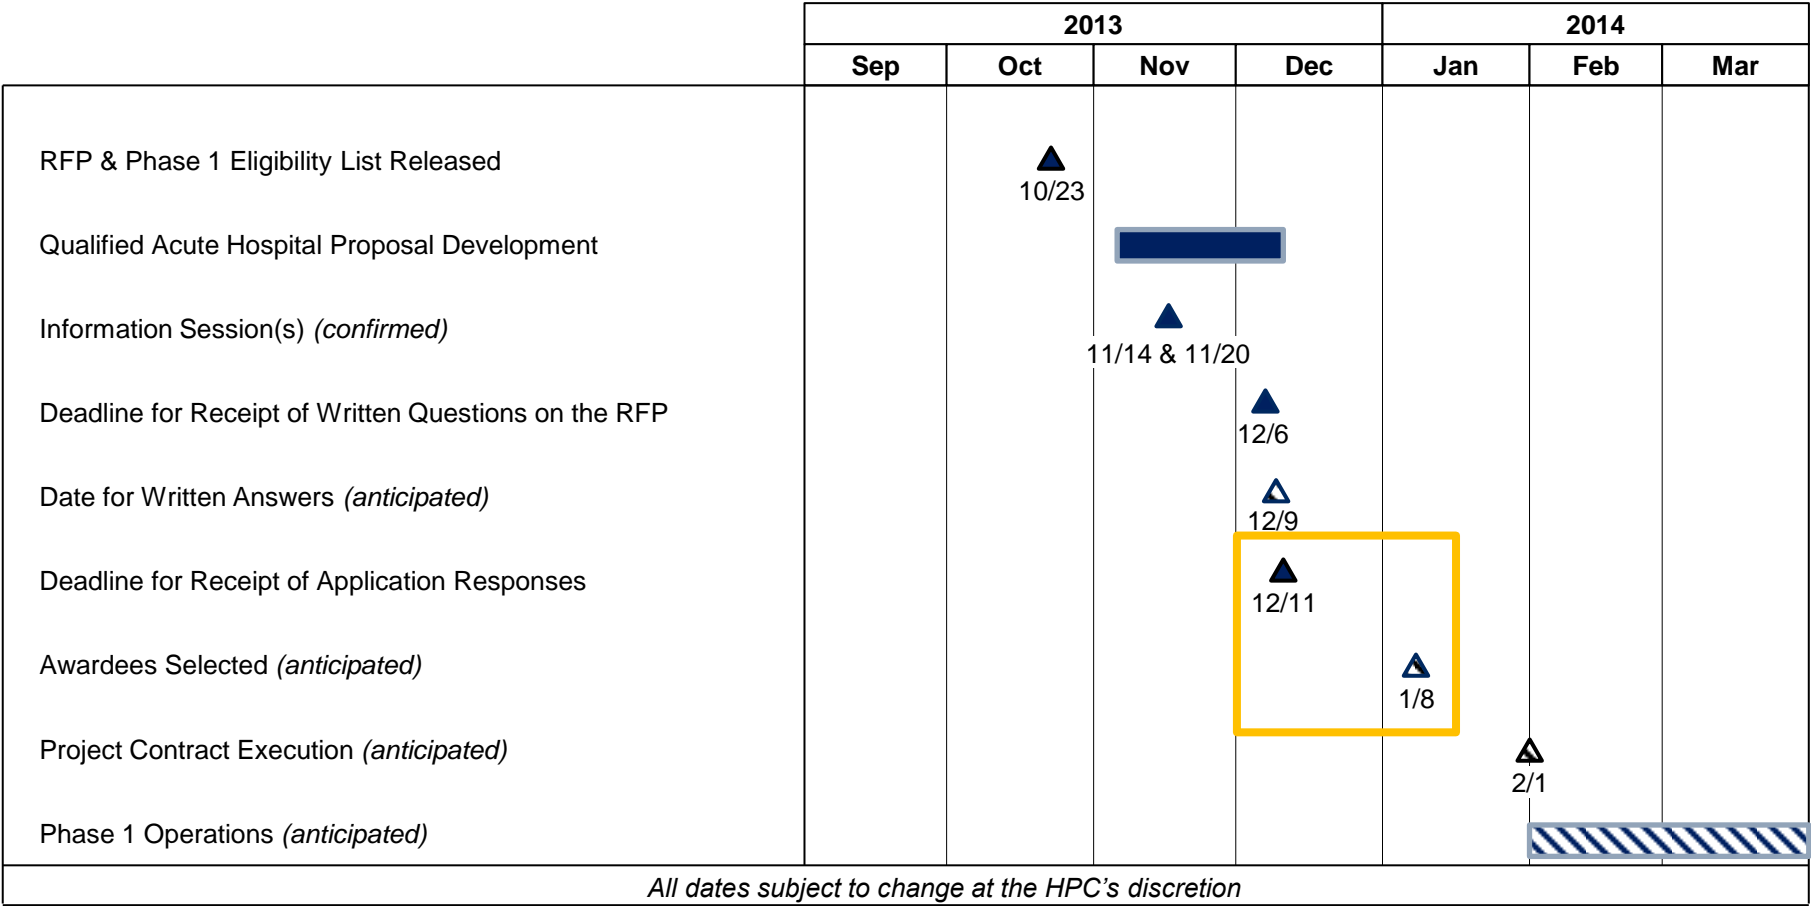 2013 2014
Sep Oct Nov Dec Jan Feb Mar
RFP & Phase 1 Eligibility List Released
10/23
Qualified Acute Hospital Proposal Development
Information Session(s) (confirmed)
11/14 & 11/20
Deadline for Receipt of Written Questions on the RFP
12/6
Date for Written Answers (anticipated)
12/9
Deadline for Receipt of Application Responses
12/11
Awardees Selected (anticipated)
1/8
Project Contract Execution (anticipated)
2/1
Phase 1 Operations (anticipated)
All dates subject to change at the HPC’s discretion